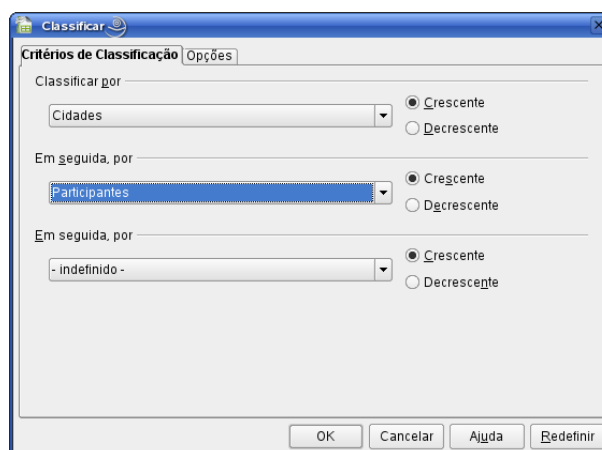 Classificar
Critérios de Classificação Opções
Classificar por
Cidades
Crescente
Decrescente
Em seguida, por
Participantes
Crescente
Decrescente
Em seguida, por
- indefinido -
Crescente
Decrescente
OK Cancelar Ajuda Redefinir